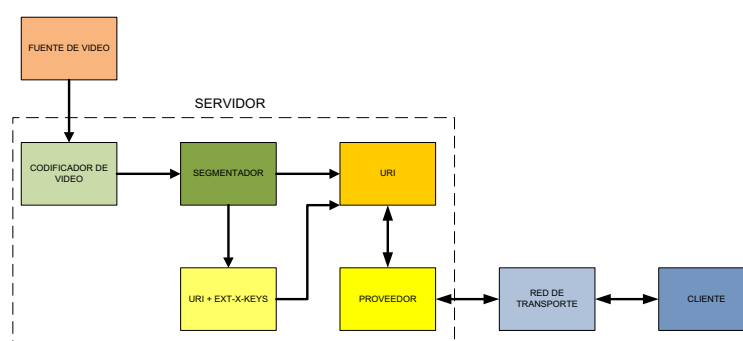 FUENTE DE VIDEO
SERVIDOR
CODIFICADOR DE
VIDEO
SEGMENTADOR
URI
URI + EXT-X-KEYS
PROVEEDOR
RED DE
TRANSPORTE
CLIENTE